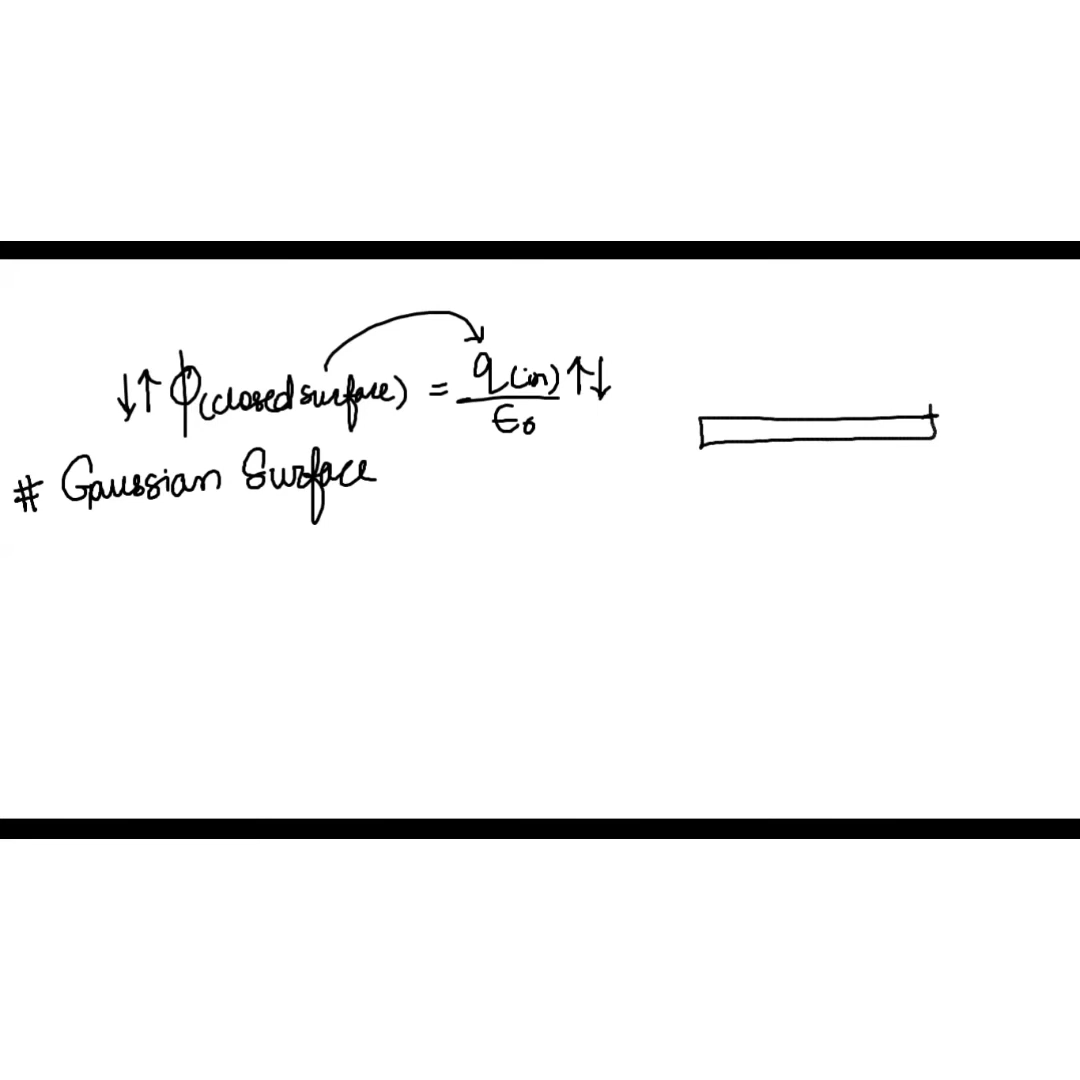 ↓↑ ϕ(closed surface) = q(in)/ε₀ ↑↓
# Gaussian Surface